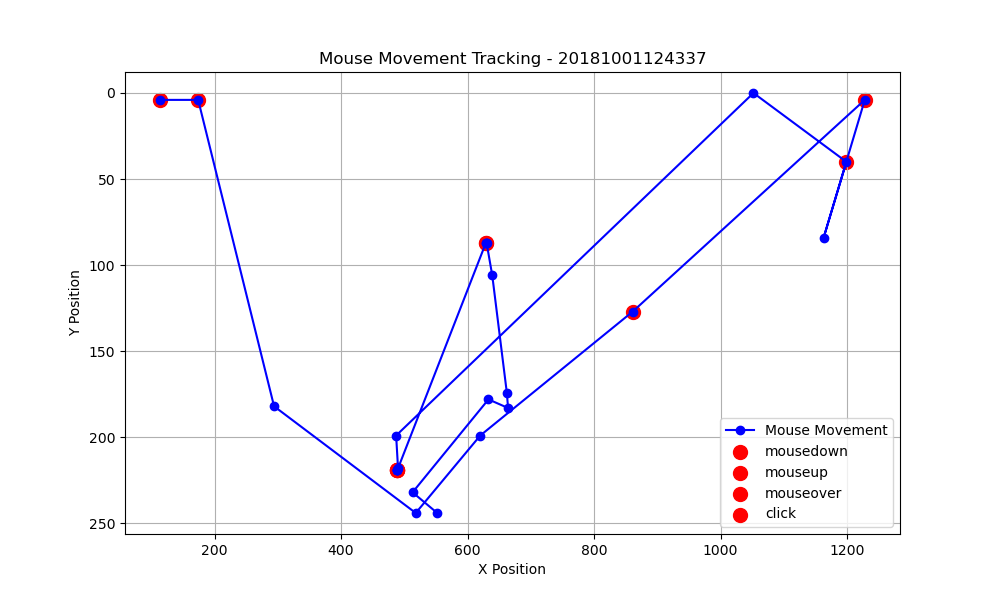 Mouse Movement Tracking - 20181001124337
0
50
100
150
200
250
Y Position
200
400
600
800
1000
1200
X Position
Mouse Movement
mousedown
mouseup
mouseover
click